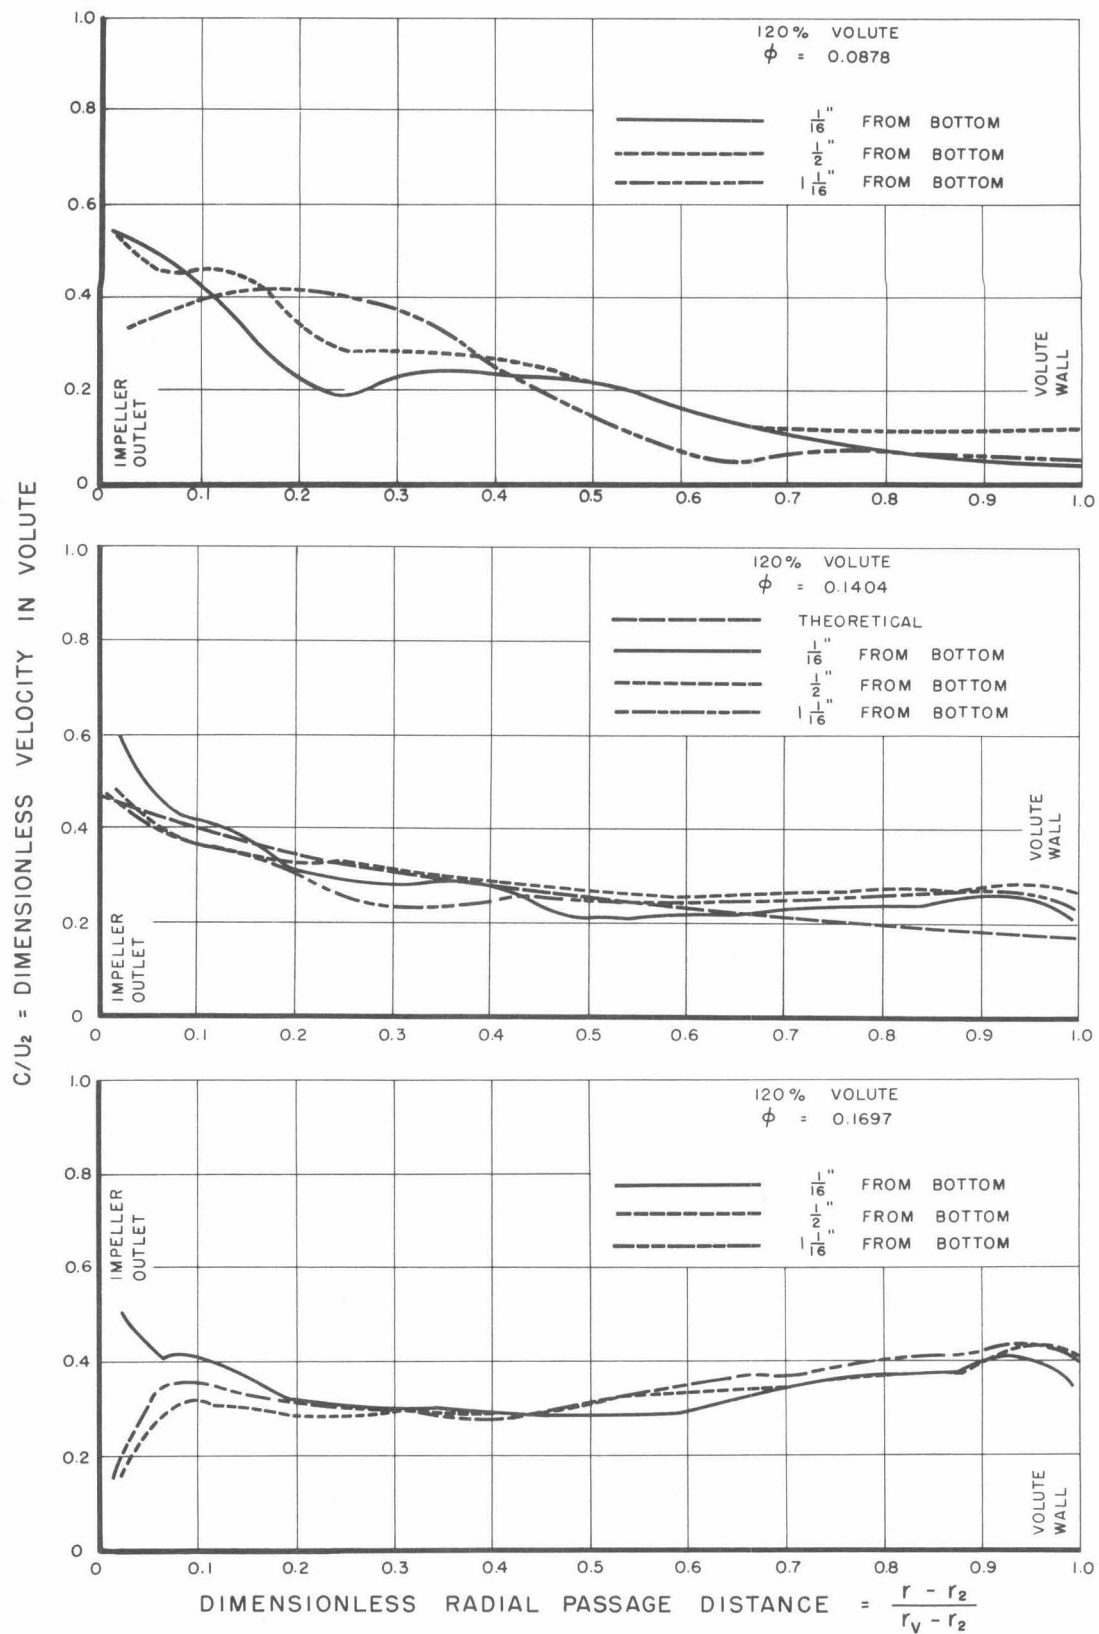 C/U₂ = DIMENSIONLESS VELOCITY IN VOLUTE
120% VOLUTE
ϕ = 0.0878
1/16" FROM BOTTOM
1/2" FROM BOTTOM
1 1/16" FROM BOTTOM
1.0
0.8
0.6
0.4
0.2
0
IMPELLER
OUTLET
VOLUTE
WALL
0 0.1 0.2 0.3 0.4 0.5 0.6 0.7 0.8 0.9 1.0
120% VOLUTE
ϕ = 0.1404
THEORETICAL
1/16" FROM BOTTOM
1/2" FROM BOTTOM
1 1/16" FROM BOTTOM
1.0
0.8
0.6
0.4
0.2
0
IMPELLER
OUTLET
VOLUTE
WALL
0 0.1 0.2 0.3 0.4 0.5 0.6 0.7 0.8 0.9 1.0
120% VOLUTE
ϕ = 0.1697
1/16" FROM BOTTOM
1/2" FROM BOTTOM
1 1/16" FROM BOTTOM
1.0
0.8
0.6
0.4
0.2
0
IMPELLER
OUTLET
VOLUTE
WALL
0 0.1 0.2 0.3 0.4 0.5 0.6 0.7 0.8 0.9 1.0
DIMENSIONLESS RADIAL PASSAGE DISTANCE = (r - r₂)/(rᵥ - r₂)